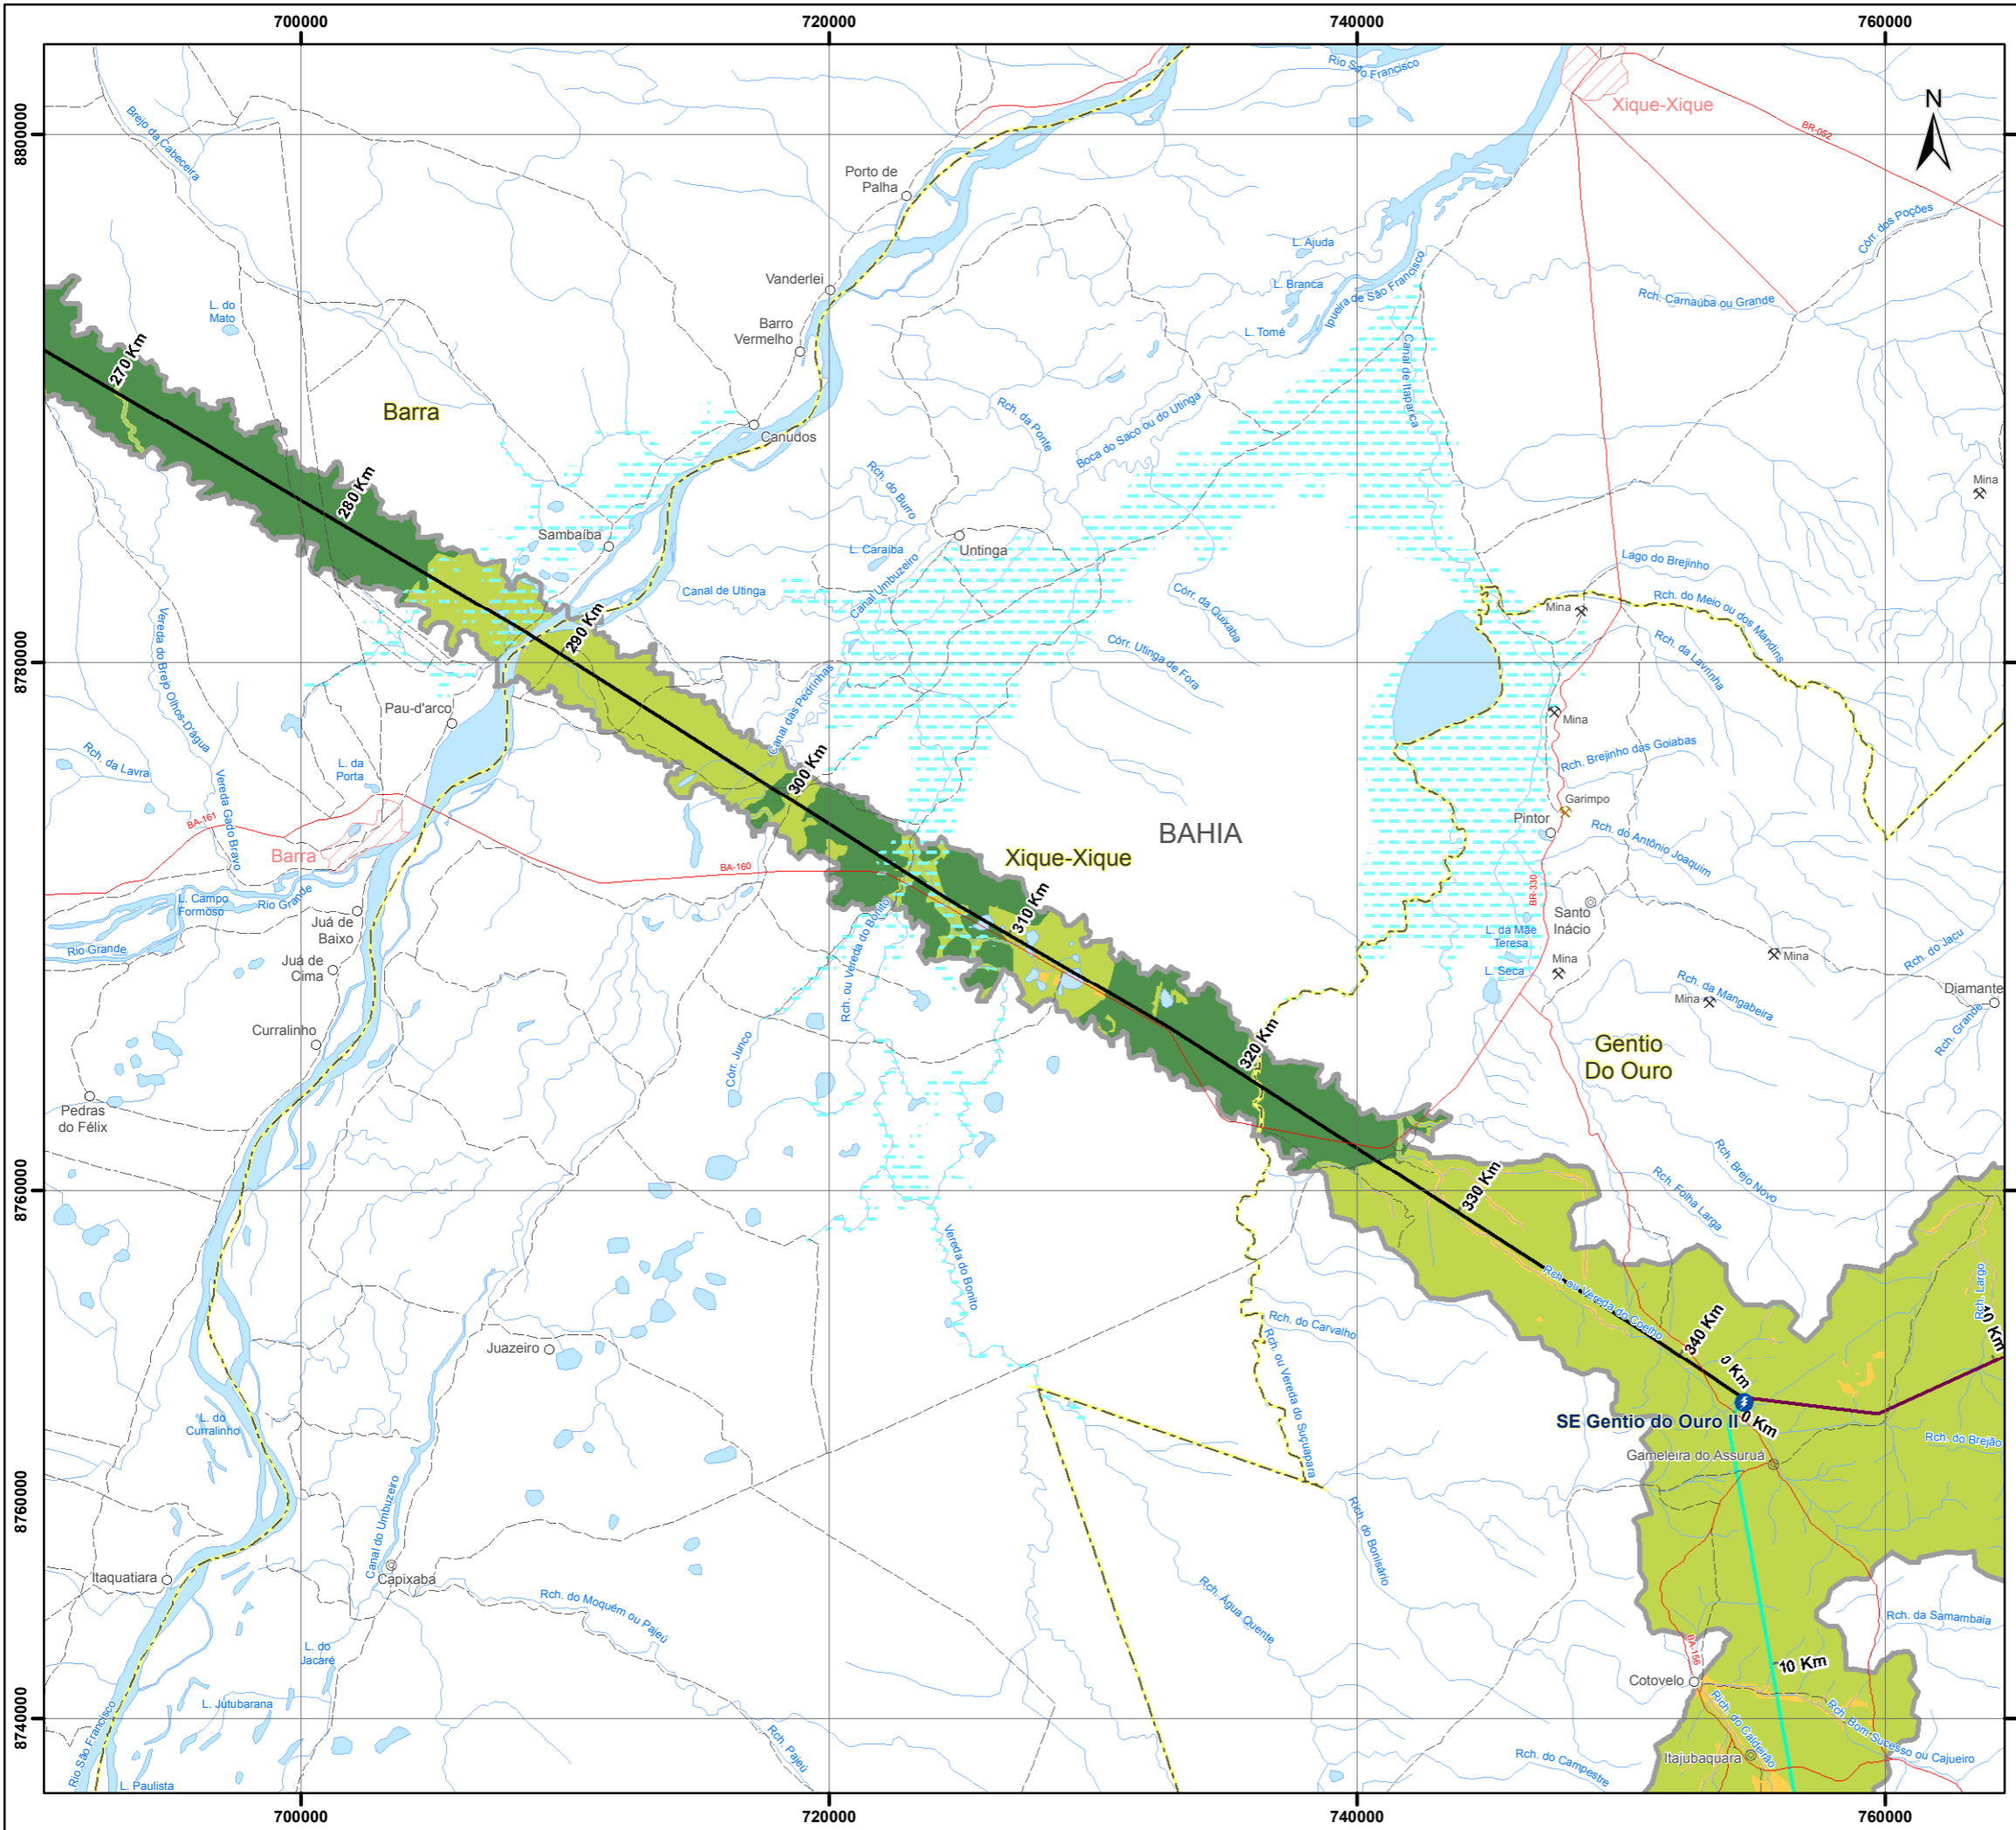 700000
720000
740000
760000
Rio São Francisco
Xique-Xique
N
8800000
BR-052
Brejo da Cabeceira
Porto de
Palha
Córr. dos Poções
L. Ajuda
Vanderlei
L. Branca
Ipueira de São Francisco
Rch. Carnaúba ou Grande
L. do
Mato
Barro
Vermelho
L. Tomé
Canal de Itaparica
270 Km
Barra
Rch. da Ponte
Boca do Saco ou do Utinga
Canudos
280 Km
Rch. do Burro
Mina
Sambaíba
L. Caraíba
Untinga
Canal Umbuzeiro
Lago do Brejinho
Canal de Utinga
Córr. da Quixaba
Rch. do Meio ou dos Mandins
Mina
290 Km
Rch. da Lavrinha
8780000
Córr. Utinga de Fora
Vereda do Brejo Olhos-D'água
Canal das Pedrinhas
Pau-d'arco
Mina
Rch. da Lavra
L. da
Porta
Rch. Brejinho das Goiabas
300 Km
Vereda Gado Bravo
Garimpo
BA-161
Pintor
BAHIA
Rch. do Antônio Joaquim
Barra
Xique-Xique
BA-160
BR-330
L. Campo
Formoso
Rio Grande
310 Km
Santo
Inácio
Juá de
Baixo
Rch. ou Vereda do Bonito
L. da Mãe
Teresa
Rio Grande
Rch. do Jacu
Mina
Juá de
Cima
Mina
L. Seca
Rch. da Mangabeira
Mina
Diamante
Curralinho
320 Km
Rch. Grande
Córr. Junco
Gentio
Do Ouro
Pedras
do Félix
Rch. Brejo Novo
Rch. Folha Larga
330 Km
8760000
Vereda do Bonito
Rch. ou Vereda do Coelho
Rch. Largo
Rch. do Carvalho
340 Km
10 Km
Juazeiro
Rch. ou Vereda do Suçuapara
0 Km
L. do
Curralinho
SE Gentio do Ouro II
0 Km
Rch. do Brejão
Gameleira do Assuruá
8760000
Canal do Umbuzeiro
Rich. do Bonisário
Itaquatiara
Capixaba
Rch. do Moquém ou Pajeú
Rch. Água Quente
Rch. da Samambaia
L. do
Jacaré
BA-156
10 Km
Cotovelo
L. Jutubarana
Rich. do Caldeirão
Rch. Bom Sucesso ou Cajueiro
8740000
Rio São Francisco
Rch. Pajeú
Itajubaquara
Rch. do Campestre
L. Paulista
700000
720000
740000
760000